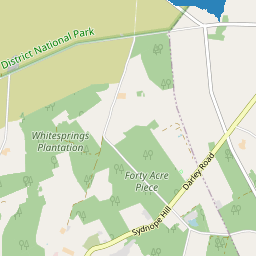 District National Park
Whitesprings
Plantation
Forty Acre
Piece
Darley Road
Sydnope Hill